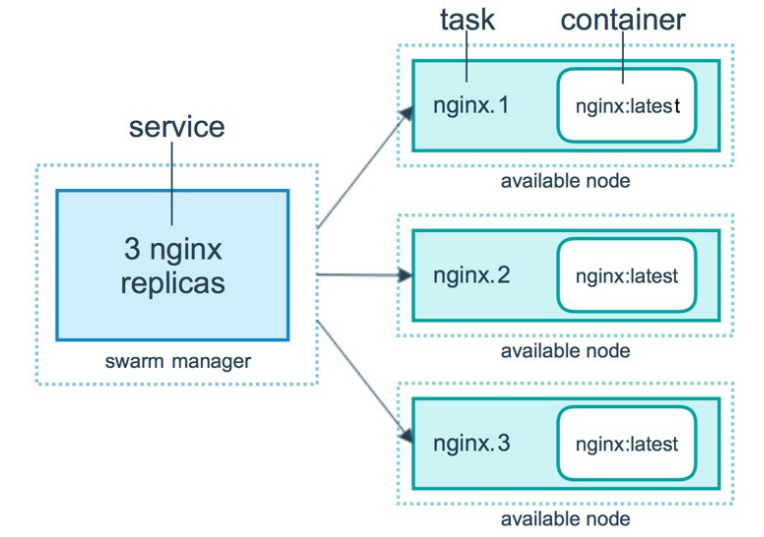 task
container
nginx.1
nginx:latest
available node
service
3 nginx
replicas
swarm manager
nginx.2
nginx:latest
available node
nginx.3
nginx:latest
available node